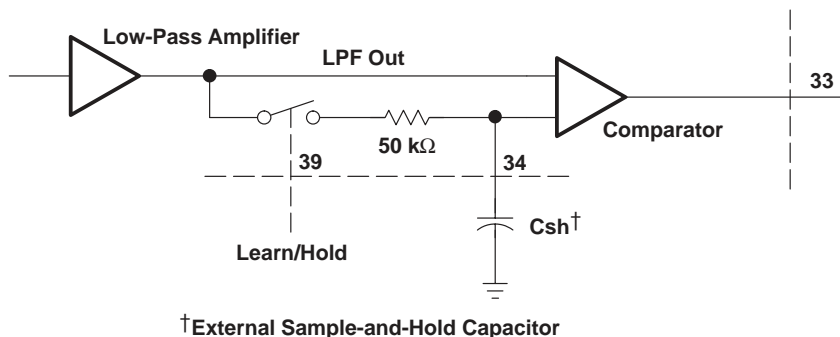 Low-Pass Amplifier
LPF Out
33
Comparator
50 kΩ
39
34
Csh†
Learn/Hold
†External Sample-and-Hold Capacitor